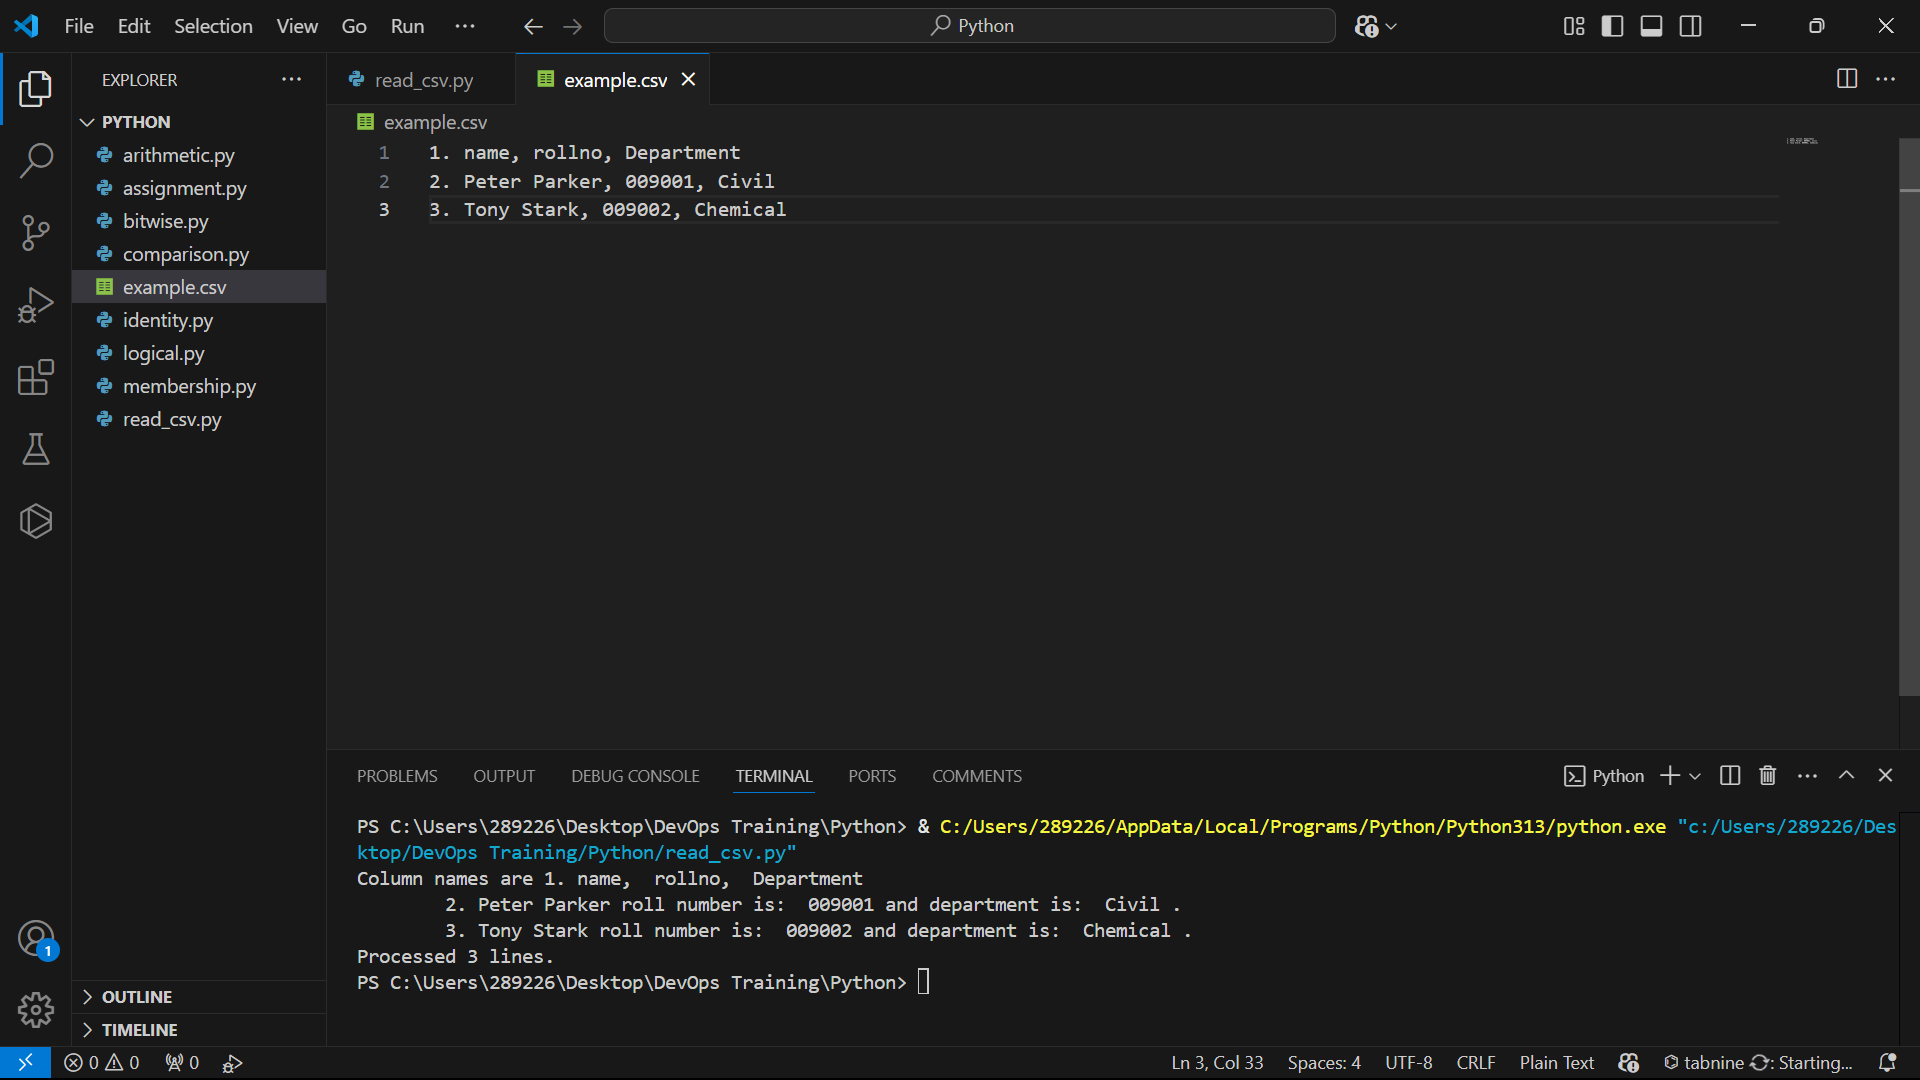 File Edit Selection View Go Run ··· Python
EXPLORER ···
PYTHON
arithmetic.py
assignment.py
bitwise.py
comparison.py
example.csv
identity.py
logical.py
membership.py
read_csv.py
OUTLINE
TIMELINE
read_csv.py example.csv
example.csv
1 1. name, rollno, Department
2 2. Peter Parker, 009001, Civil
3 3. Tony Stark, 009002, Chemical
PROBLEMS OUTPUT DEBUG CONSOLE TERMINAL PORTS COMMENTS Python
PS C:\Users\289226\Desktop\DevOps Training\Python> & C:/Users/289226/AppData/Local/Programs/Python/Python313/python.exe "c:/Users/289226/Des
ktop/DevOps Training/Python/read_csv.py"
Column names are 1. name,  rollno,  Department
        2. Peter Parker roll number is:  009001 and department is:  Civil .
        3. Tony Stark roll number is:  009002 and department is:  Chemical .
Processed 3 lines.
PS C:\Users\289226\Desktop\DevOps Training\Python>
1
0 0 0 Ln 3, Col 33 Spaces: 4 UTF-8 CRLF Plain Text tabnine : Starting...